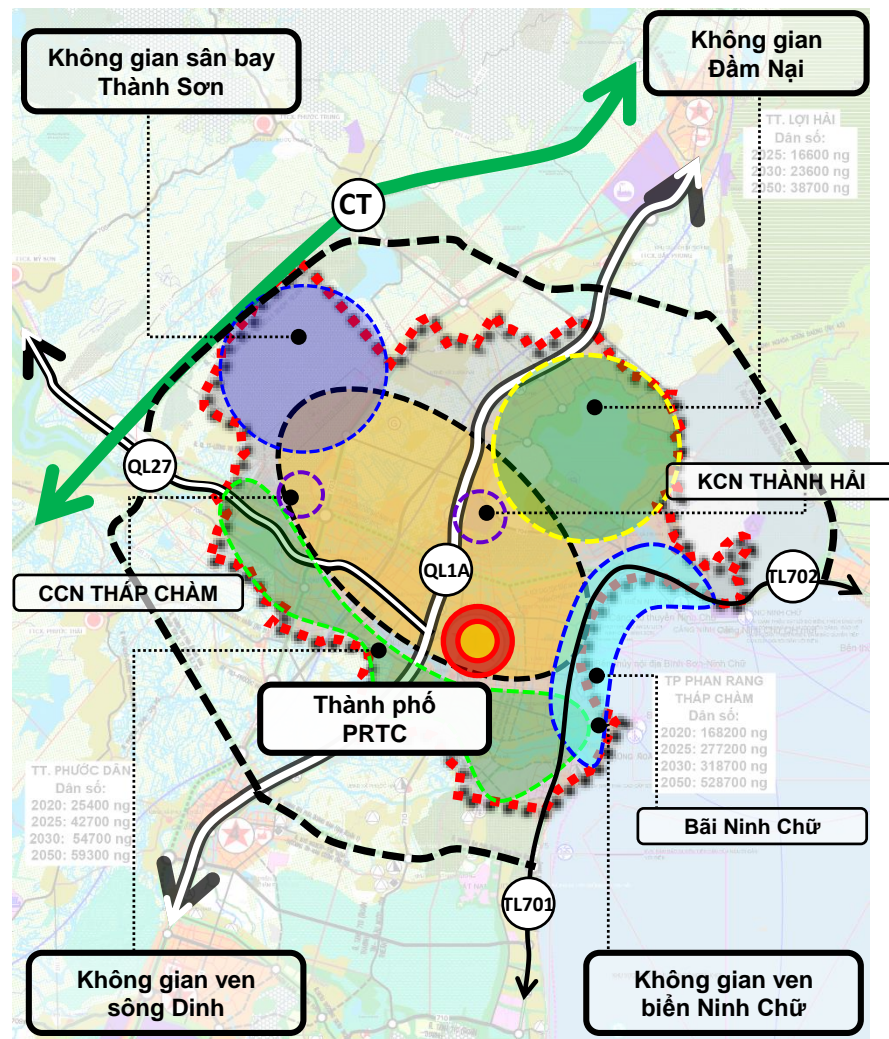 Không gian sân bay
Thành Sơn
Không gian
Đầm Nại
TT. LỢI HẢI
Dân số:
2025: 16600 ng
2030: 23600 ng
2050: 38700 ng
CT
QL27
KCN THÀNH HẢI
QL1A
TL702
CCN THÁP CHÀM
Thành phố
PRTC
TP PHAN RANG
THÁP CHÀM
Dân số:
2020: 168200 ng
2025: 277200 ng
2030: 318700 ng
2050: 528700 ng
TT. PHƯỚC DÂN
Dân số:
2020: 25400 ng
2025: 42700 ng
2030: 54700 ng
2050: 59300 ng
Bãi Ninh Chữ
TL701
Không gian ven
sông Dinh
Không gian ven
biển Ninh Chữ